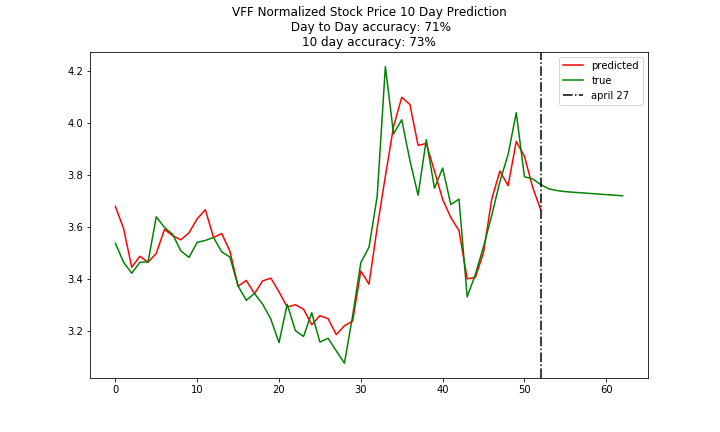 VFF Normalized Stock Price 10 Day Prediction
Day to Day accuracy: 71%
10 day accuracy: 73%
predicted
true
april 27
4.2
4.0
3.8
3.6
3.4
3.2
0 10 20 30 40 50 60